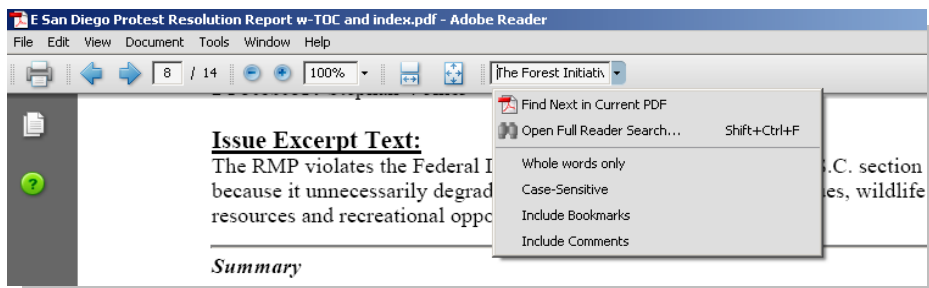 E San Diego Protest Resolution Report w-TOC and index.pdf - Adobe Reader
File Edit View Document Tools Window Help
8 / 14 100% The Forest Initiativ
Find Next in Current PDF
Open Full Reader Search... Shift+Ctrl+F
Whole words only
Case-Sensitive
Include Bookmarks
Include Comments
Issue Excerpt Text:
The RMP violates the Federal .C. section
because it unnecessarily degrad es, wildlife
resources and recreational oppo
Summary